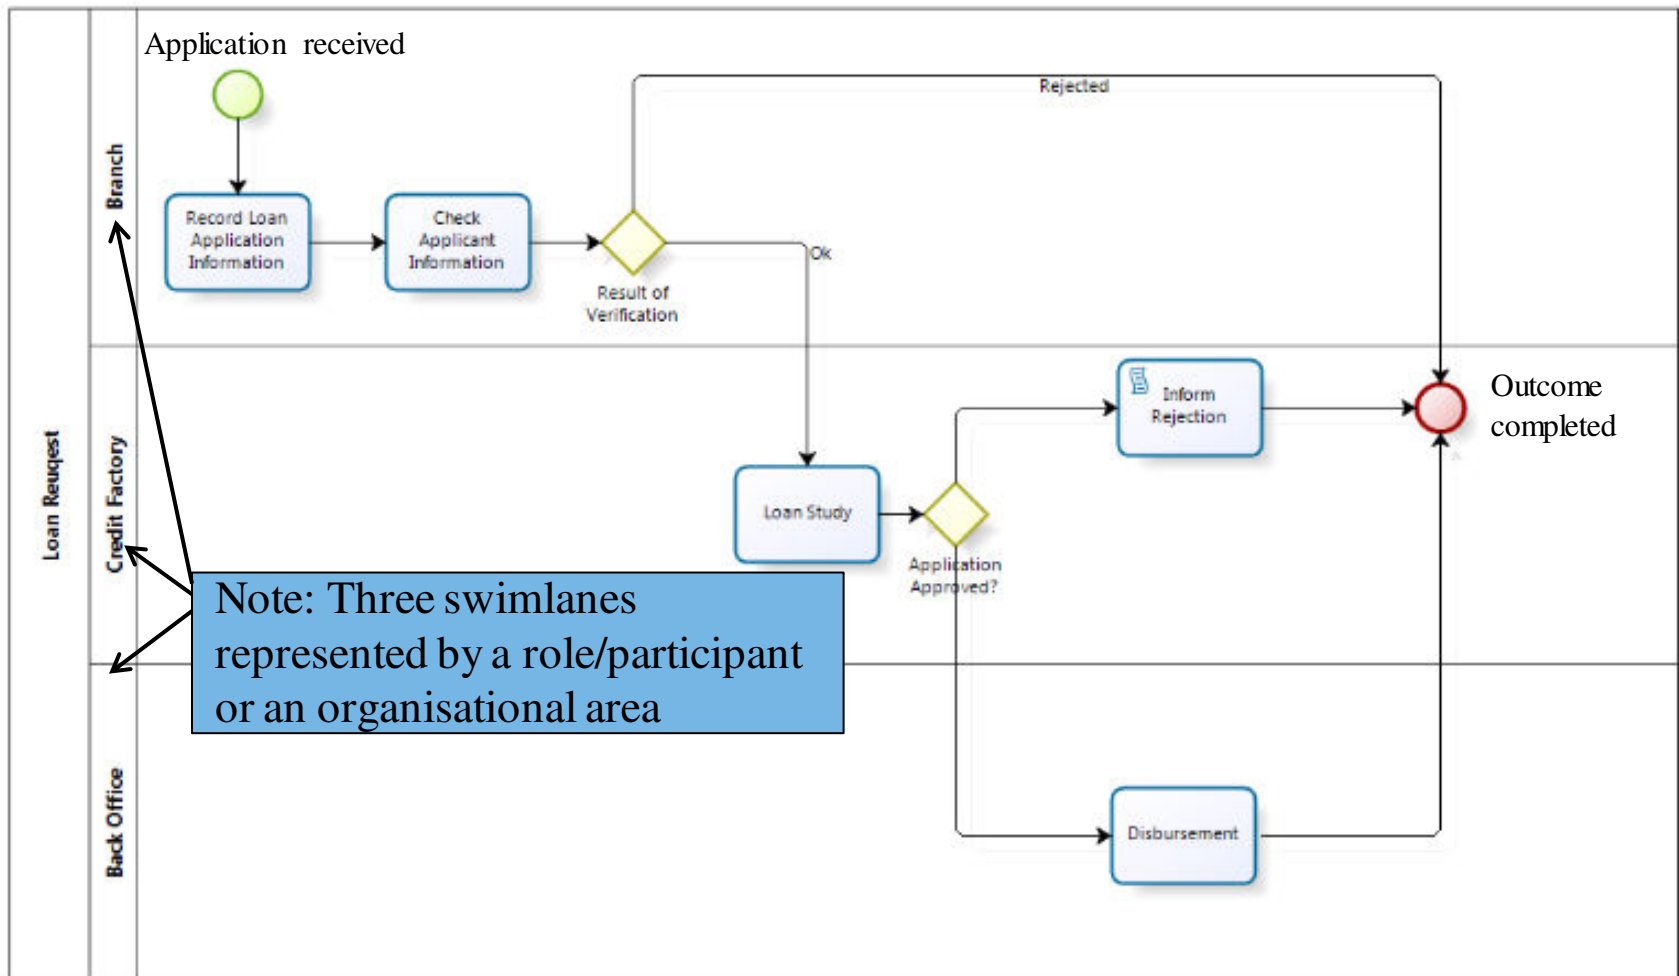 Application received
Rejected
Branch
Record Loan
Application
Information
Check
Applicant
Information
Ok
Result of
Verification
Loan Reuqest
Credit Factory
Inform
Rejection
Outcome
completed
Loan Study
Application
Approved?
Note: Three swimlanes
represented by a role/participant
or an organisational area
Back Office
Disbursement